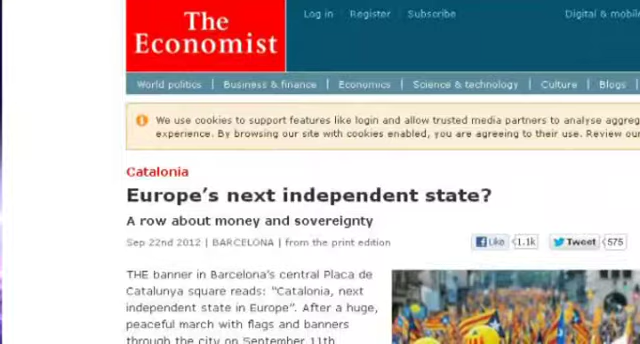 The
Economist
Log in Register Subscribe Digital & mobile
World politics | Business & finance | Economics | Science & technology | Culture | Blogs |
We use cookies to support features like login and allow trusted media partners to analyse aggreg
experience. By browsing our site with cookies enabled, you are agreeing to their use. Review our
Catalonia
Europe's next independent state?
A row about money and sovereignty
Sep 22nd 2012 | BARCELONA | from the print edition
Like 1.1k Tweet 575
THE banner in Barcelona's central Placa de
Catalunya square reads: "Catalonia, next
independent state in Europe". After a huge,
peaceful march with flags and banners
through the city on September 11th